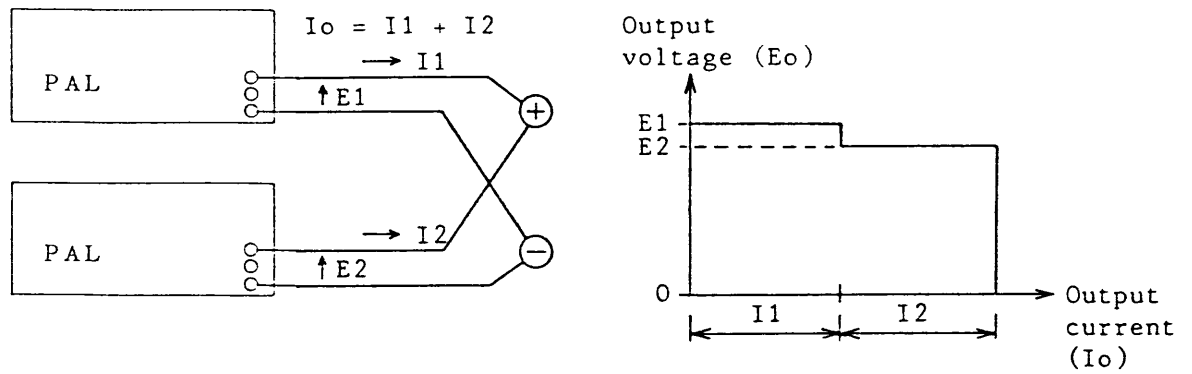 Io = I1 + I2
PAL
→ I1
↑ E1
+
PAL
→ I2
↑ E2
−
Output
voltage (Eo)
E1
E2
0
I1
I2
Output
current
(Io)